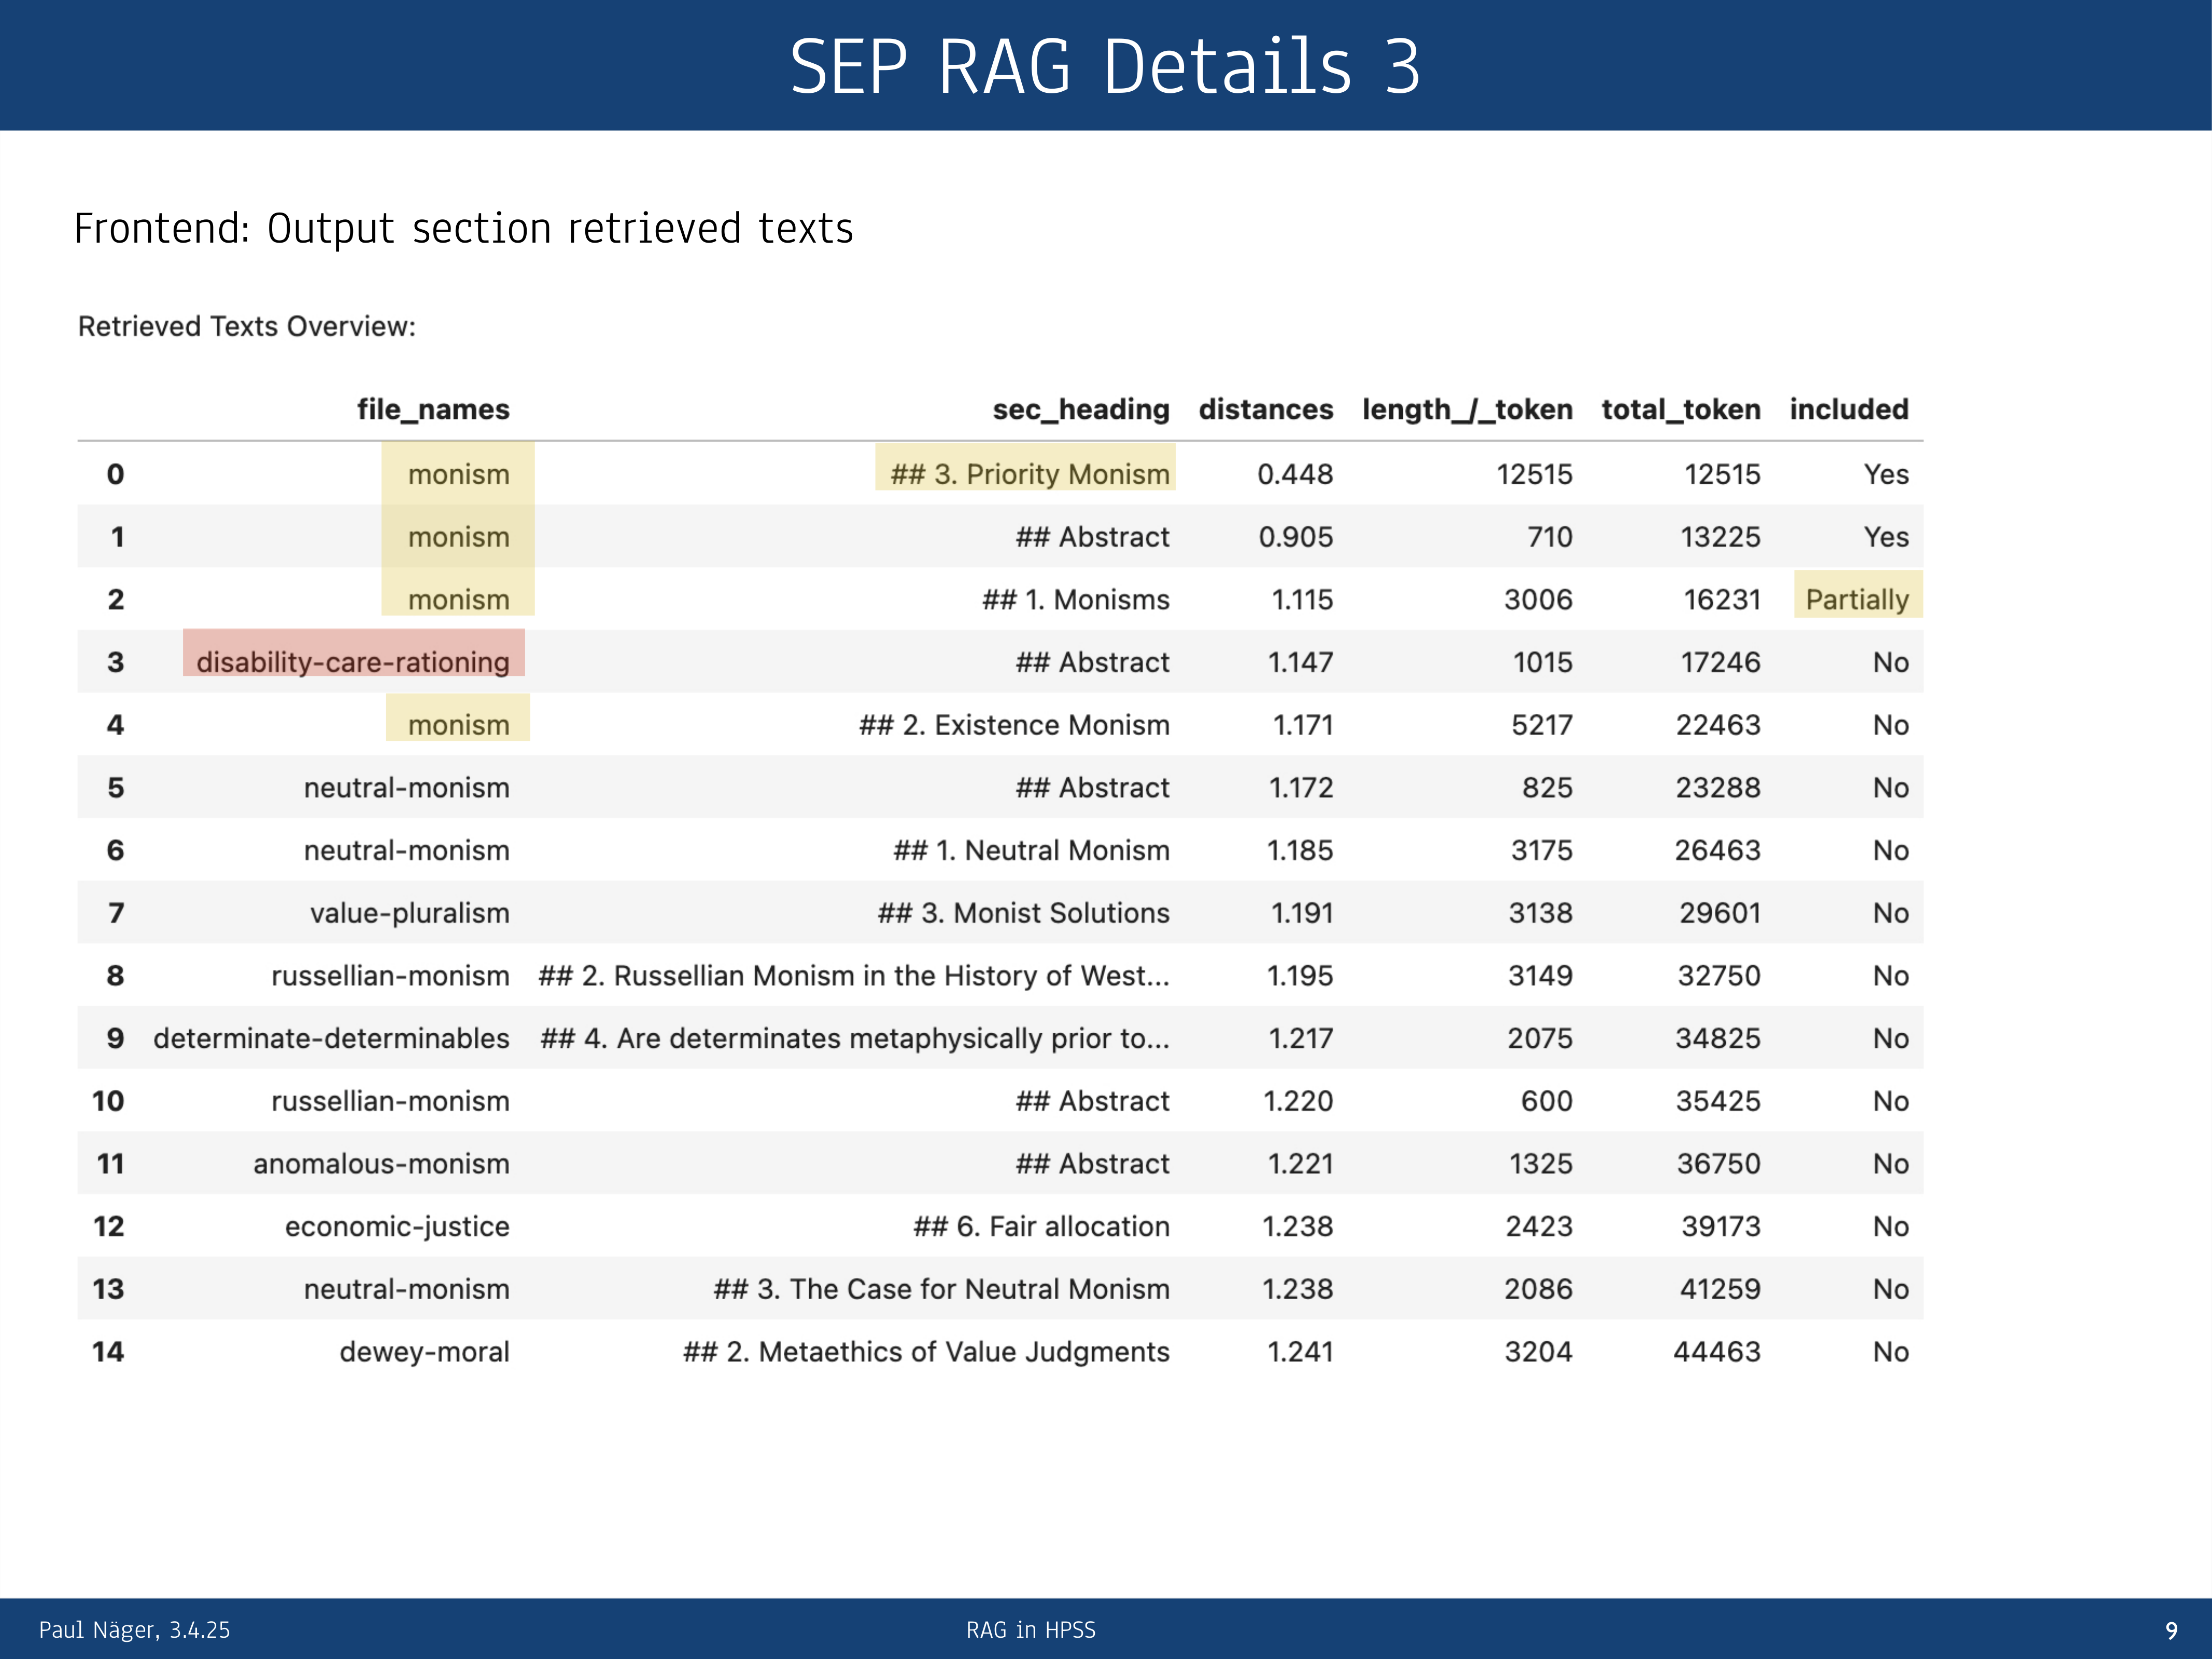 SEP RAG Details 3
Frontend: Output section retrieved texts
Retrieved Texts Overview:
file_names sec_heading distances length_/_token total_token included
0 monism ## 3. Priority Monism 0.448 12515 12515 Yes
1 monism ## Abstract 0.905 710 13225 Yes
2 monism ## 1. Monisms 1.115 3006 16231 Partially
3 disability-care-rationing ## Abstract 1.147 1015 17246 No
4 monism ## 2. Existence Monism 1.171 5217 22463 No
5 neutral-monism ## Abstract 1.172 825 23288 No
6 neutral-monism ## 1. Neutral Monism 1.185 3175 26463 No
7 value-pluralism ## 3. Monist Solutions 1.191 3138 29601 No
8 russellian-monism ## 2. Russellian Monism in the History of West... 1.195 3149 32750 No
9 determinate-determinables ## 4. Are determinates metaphysically prior to... 1.217 2075 34825 No
10 russellian-monism ## Abstract 1.220 600 35425 No
11 anomalous-monism ## Abstract 1.221 1325 36750 No
12 economic-justice ## 6. Fair allocation 1.238 2423 39173 No
13 neutral-monism ## 3. The Case for Neutral Monism 1.238 2086 41259 No
14 dewey-moral ## 2. Metaethics of Value Judgments 1.241 3204 44463 No
Paul Näger, 3.4.25 RAG in HPSS 9